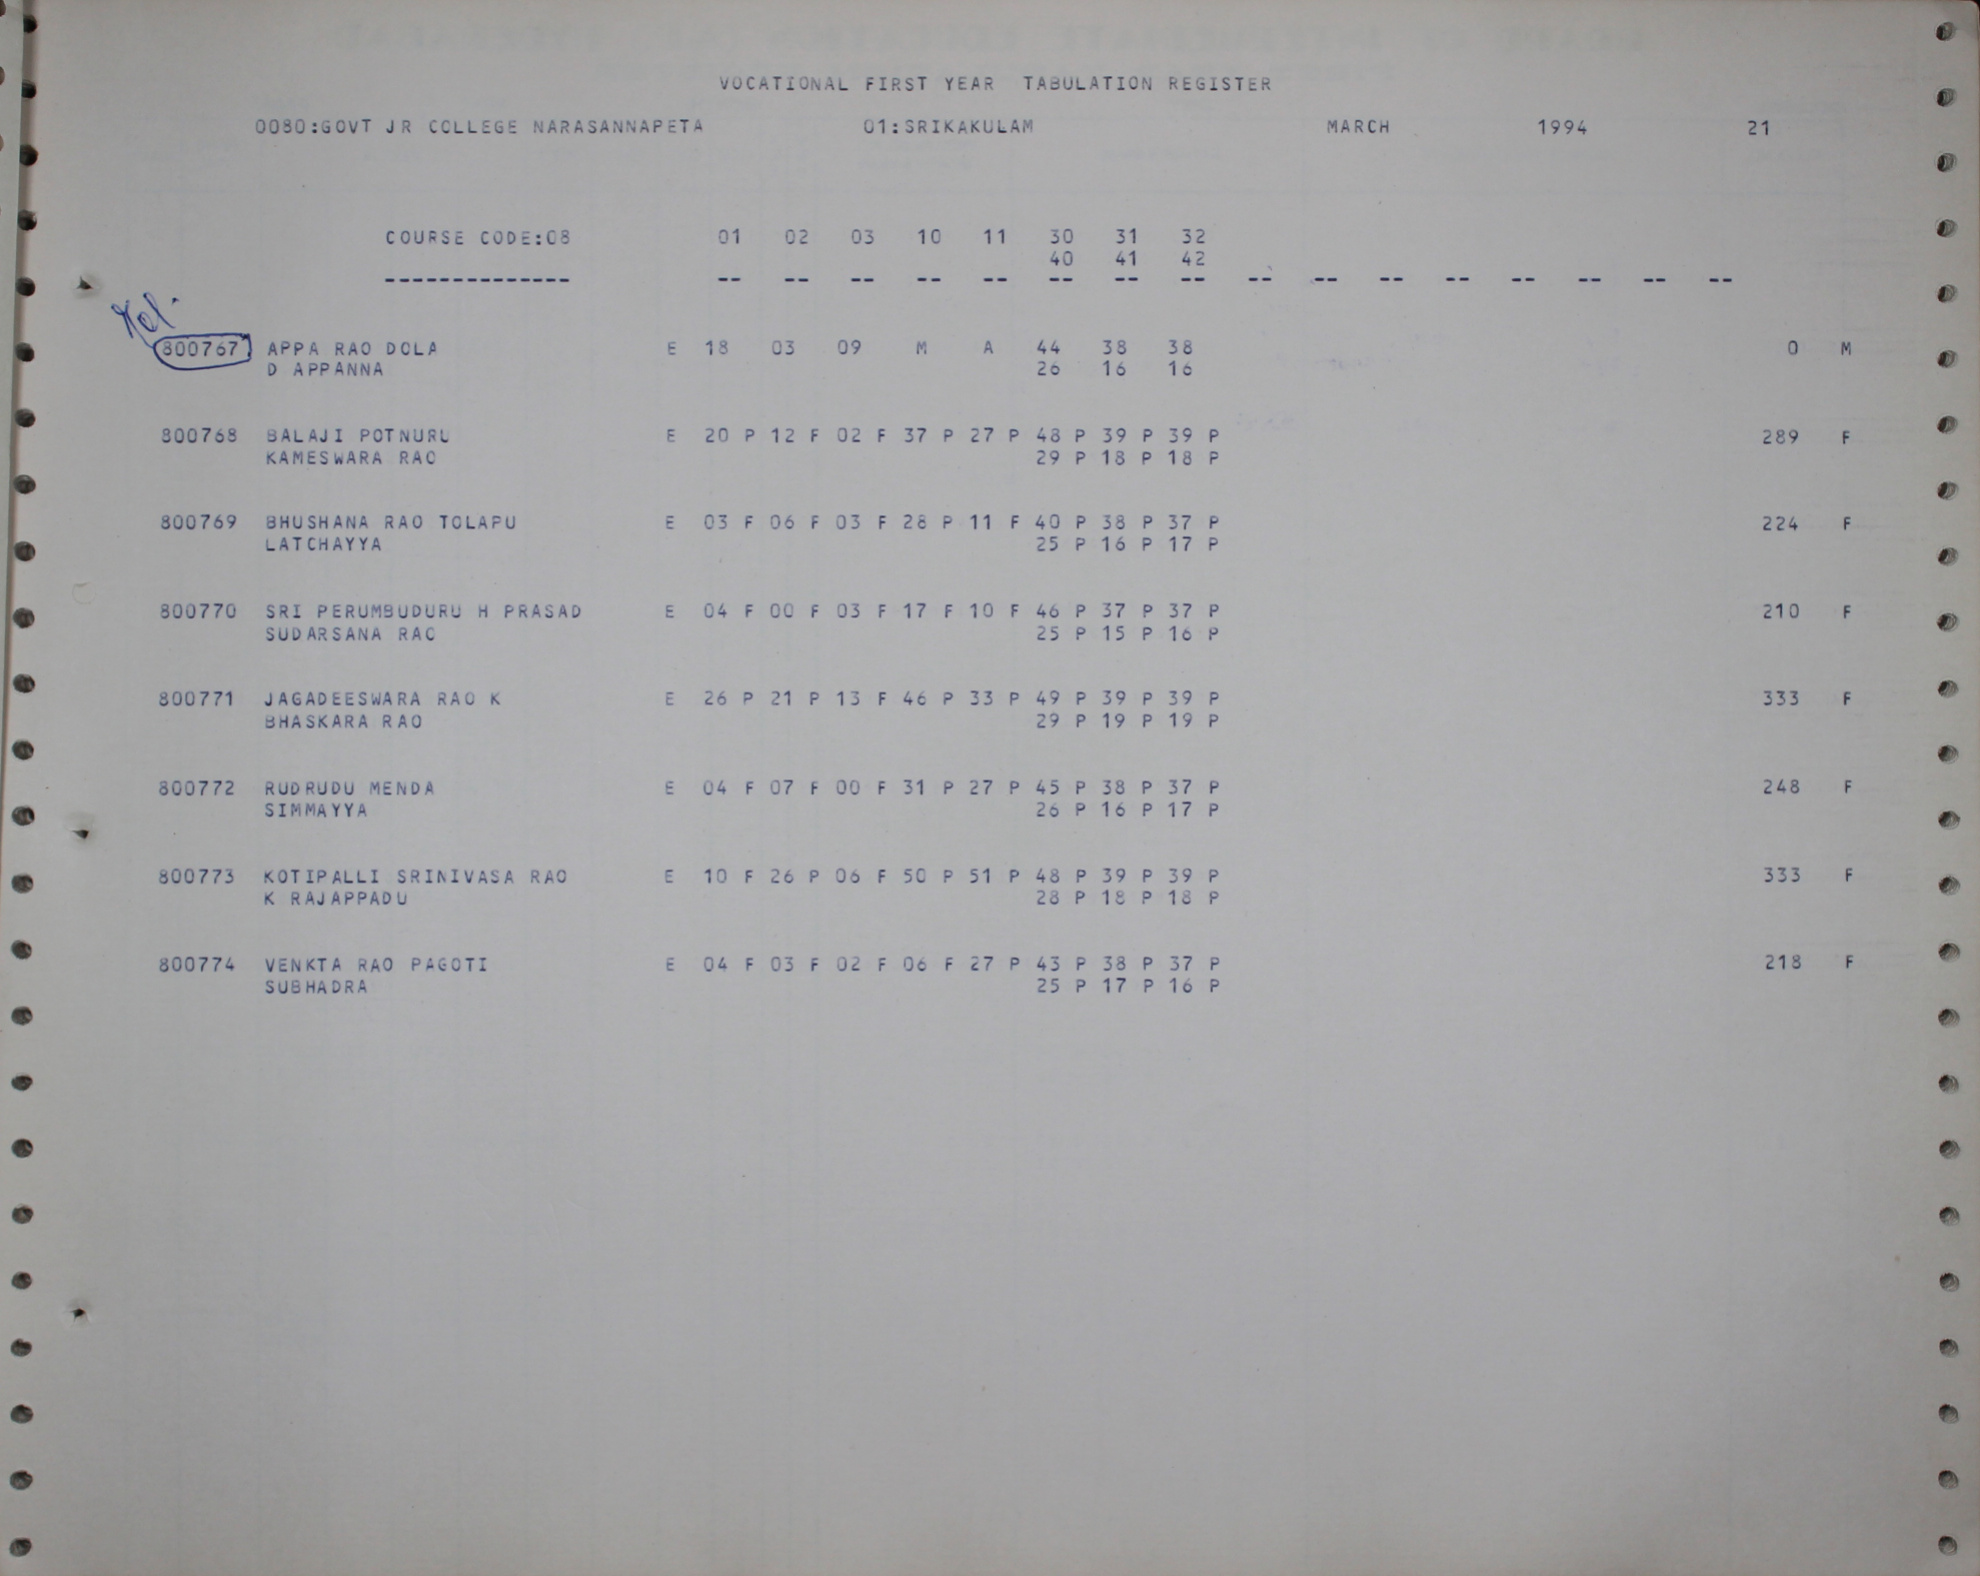 VOCATIONAL FIRST YEAR TABULATION REGISTER
0080:GOVT JR COLLEGE NARASANNAPETA 01:SRIKAKULAM MARCH 1994 21
COURSE CODE:08 01 02 03 10 11 30 31 32
40 41 42
-------------- -- -- -- -- -- -- -- -- -- -- -- -- -- -- -- --
800767 APPA RAO DOLA E 18 03 09 M A 44 38 38 0 M
D APPANNA 26 16 16
800768 BALAJI POTNURU E 20 P 12 F 02 F 37 P 27 P 48 P 39 P 39 P 289 F
KAMESWARA RAO 29 P 18 P 18 P
800769 BHUSHANA RAO TOLAPU E 03 F 06 F 03 F 28 P 11 F 40 P 38 P 37 P 224 F
LATCHAYYA 25 P 16 P 17 P
800770 SRI PERUMBUDURU H PRASAD E 04 F 00 F 03 F 17 F 10 F 46 P 37 P 37 P 210 F
SUDARSANA RAO 25 P 15 P 16 P
800771 JAGADEESWARA RAO K E 26 P 21 P 13 F 46 P 33 P 49 P 39 P 39 P 333 F
BHASKARA RAO 29 P 19 P 19 P
800772 RUDRUDU MENDA E 04 F 07 F 00 F 31 P 27 P 45 P 38 P 37 P 248 F
SIMMAYYA 26 P 16 P 17 P
800773 KOTIPALLI SRINIVASA RAO E 10 F 26 P 06 F 50 P 51 P 48 P 39 P 39 P 333 F
K RAJAPPADU 28 P 18 P 18 P
800774 VENKTA RAO PAGOTI E 04 F 03 F 02 F 06 F 27 P 43 P 38 P 37 P 218 F
SUBHADRA 25 P 17 P 16 P